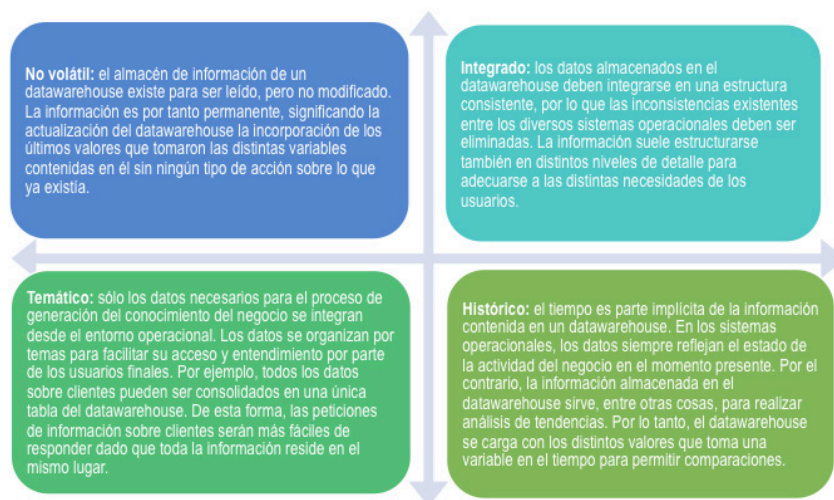 No volátil: el almacén de información de un
datawarehouse existe para ser leído, pero no modificado.
La información es por tanto permanente, significando la
actualización del datawarehouse la incorporación de los
últimos valores que tomaron las distintas variables
contenidas en él sin ningún tipo de acción sobre lo que
ya existía.
Integrado: los datos almacenados en el
datawarehouse deben integrarse en una estructura
consistente, por lo que las inconsistencias existentes
entre los diversos sistemas operacionales deben ser
eliminadas. La información suele estructurarse
también en distintos niveles de detalle para
adecuarse a las distintas necesidades de los
usuarios.
Temático: sólo los datos necesarios para el proceso de
generación del conocimiento del negocio se integran
desde el entorno operacional. Los datos se organizan por
temas para facilitar su acceso y entendimiento por parte
de los usuarios finales. Por ejemplo, todos los datos
sobre clientes pueden ser consolidados en una única
tabla del datawarehouse. De esta forma, las peticiones
de información sobre clientes serán más fáciles de
responder dado que toda la información reside en el
mismo lugar.
Histórico: el tiempo es parte implícita de la información
contenida en un datawarehouse. En los sistemas
operacionales, los datos siempre reflejan el estado de
la actividad del negocio en el momento presente. Por el
contrario, la información almacenada en el
datawarehouse sirve, entre otras cosas, para realizar
análisis de tendencias. Por lo tanto, el datawarehouse
se carga con los distintos valores que toma una
variable en el tiempo para permitir comparaciones.